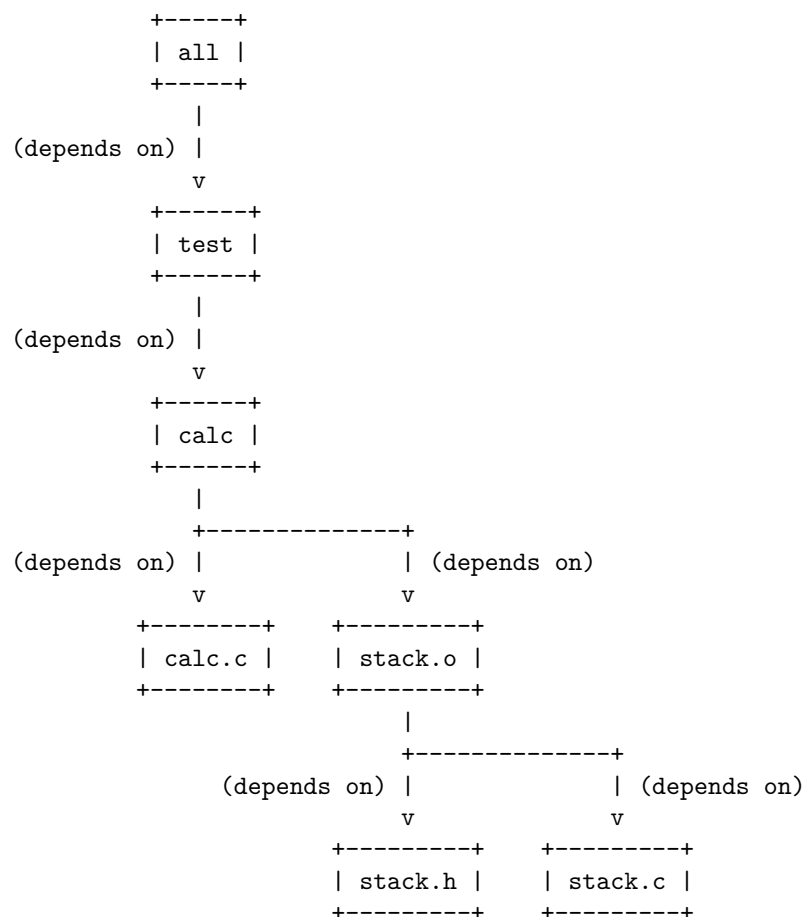 all
(depends on)
test
(depends on)
calc
(depends on) (depends on)
calc.c stack.o
(depends on) (depends on)
stack.h stack.c